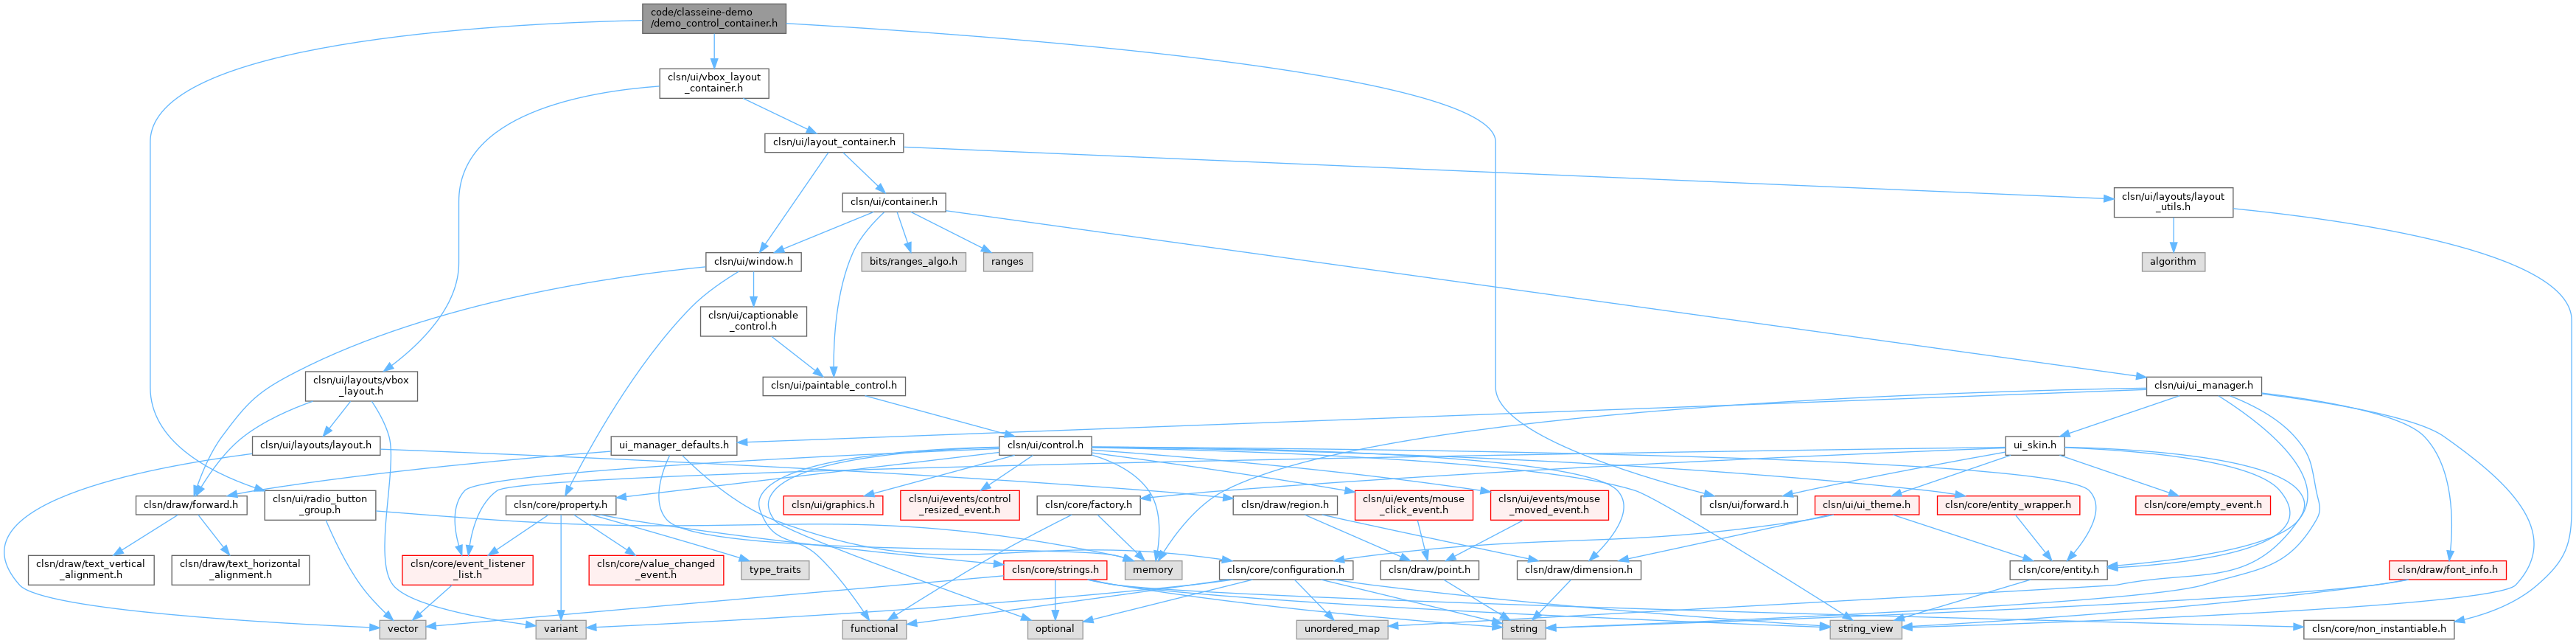 code/classeine-demo
/demo_control_container.h
clsn/ui/vbox_layout
_container.h
clsn/ui/layout_container.h
clsn/ui/container.h
clsn/ui/layouts/layout
_utils.h
clsn/ui/window.h
bits/ranges_algo.h
ranges
algorithm
clsn/ui/captionable
_control.h
clsn/ui/layouts/vbox
_layout.h
clsn/ui/paintable_control.h
clsn/ui/ui_manager.h
clsn/ui/layouts/layout.h
ui_manager_defaults.h
clsn/ui/control.h
ui_skin.h
clsn/draw/forward.h
clsn/ui/radio_button
_group.h
clsn/core/property.h
clsn/ui/graphics.h
clsn/ui/events/control
_resized_event.h
clsn/core/factory.h
clsn/draw/region.h
clsn/ui/events/mouse
_click_event.h
clsn/ui/events/mouse
_moved_event.h
clsn/ui/forward.h
clsn/ui/ui_theme.h
clsn/core/entity_wrapper.h
clsn/core/empty_event.h
clsn/draw/text_vertical
_alignment.h
clsn/draw/text_horizontal
_alignment.h
clsn/core/event_listener
_list.h
clsn/core/value_changed
_event.h
type_traits
clsn/core/strings.h
memory
clsn/core/configuration.h
clsn/draw/point.h
clsn/draw/dimension.h
clsn/core/entity.h
clsn/draw/font_info.h
vector
variant
functional
optional
unordered_map
string
string_view
clsn/core/non_instantiable.h